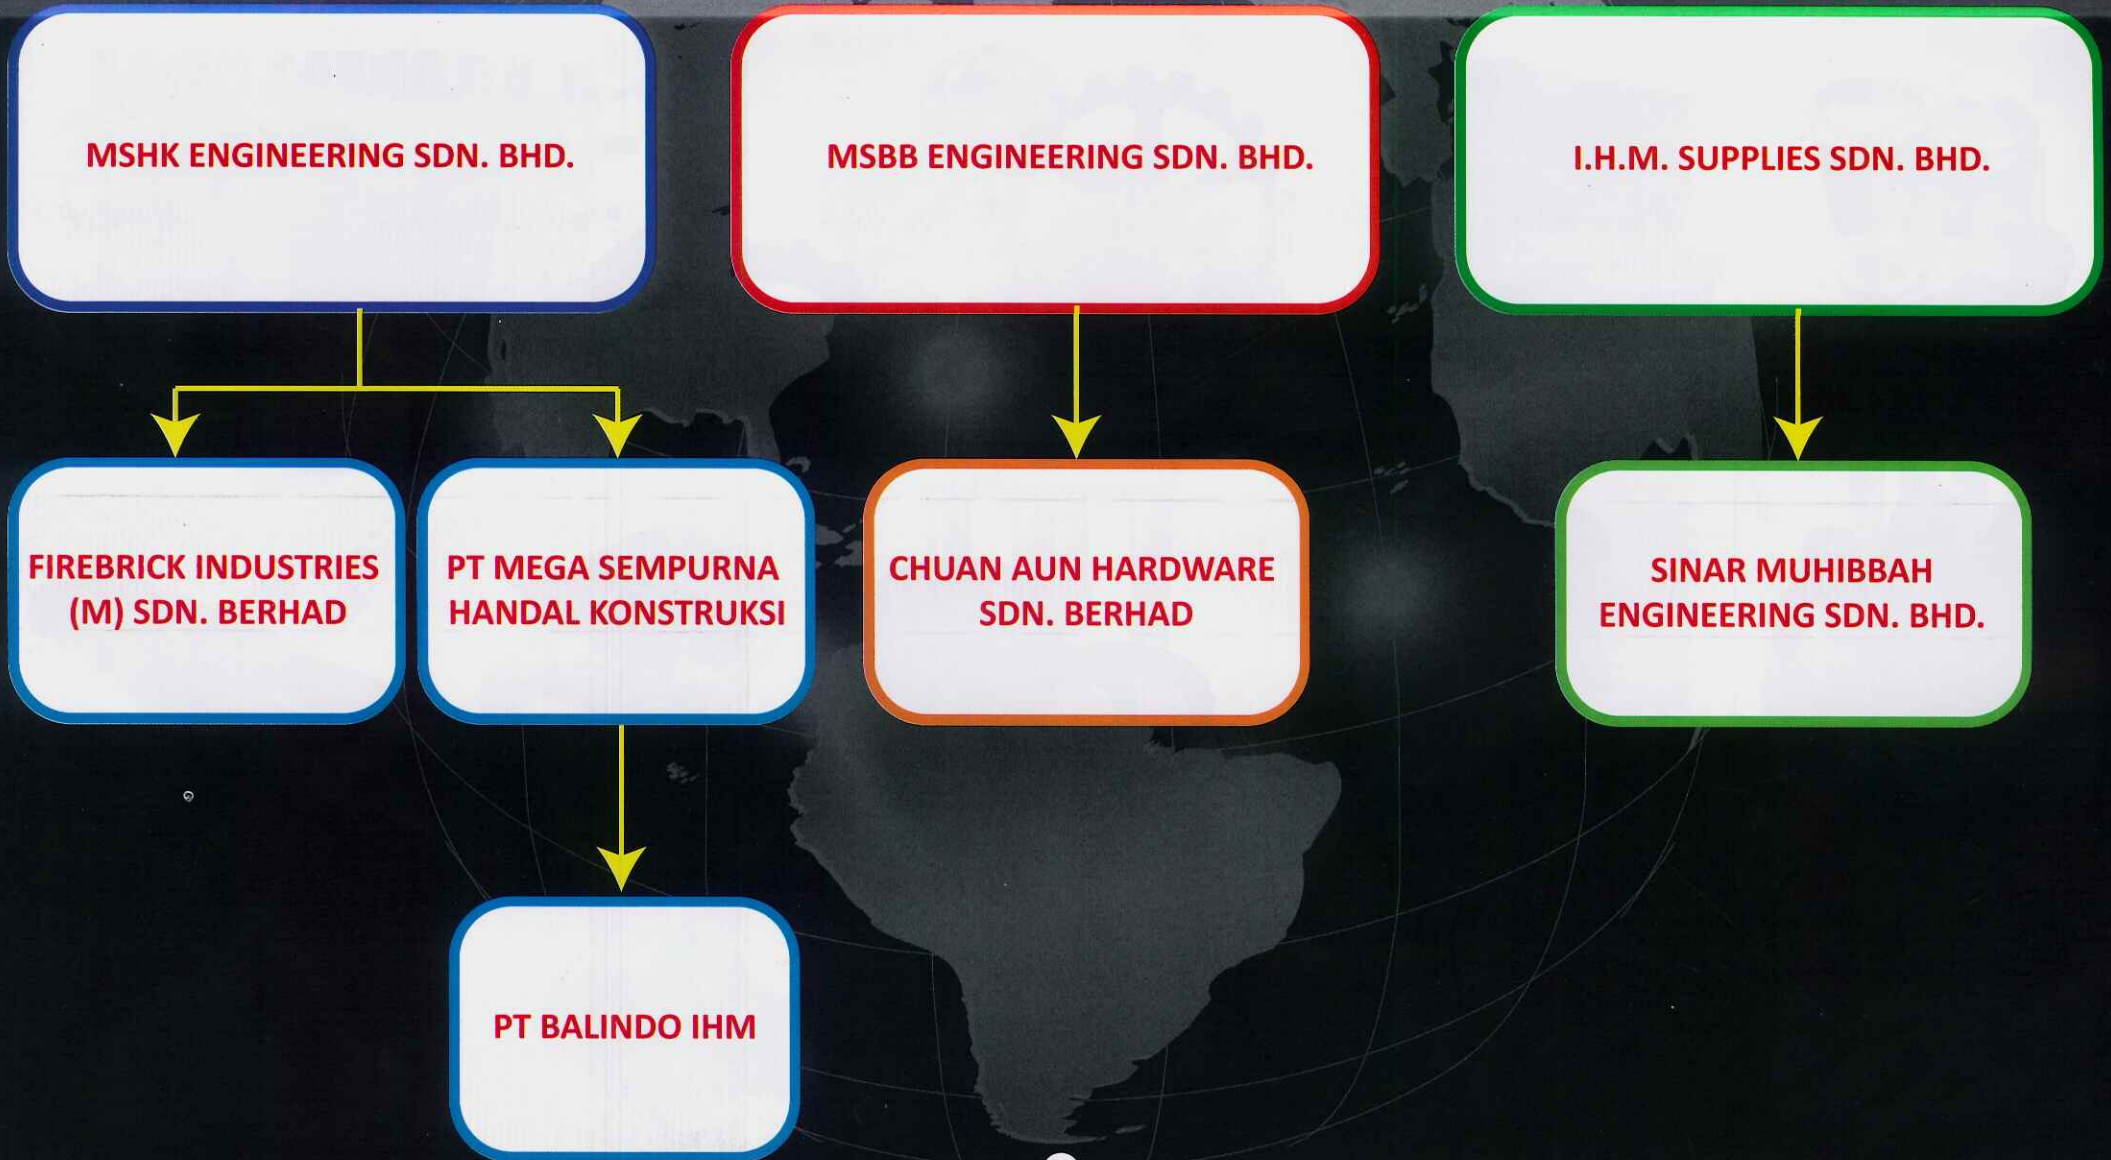 MSHK ENGINEERING SDN. BHD.
MSBB ENGINEERING SDN. BHD.
I.H.M. SUPPLIES SDN. BHD.
FIREBRICK INDUSTRIES
(M) SDN. BERHAD
PT MEGA SEMPURNA
HANDAL KONSTRUKSI
CHUAN AUN HARDWARE
SDN. BERHAD
SINAR MUHIBBAH
ENGINEERING SDN. BHD.
PT BALINDO IHM